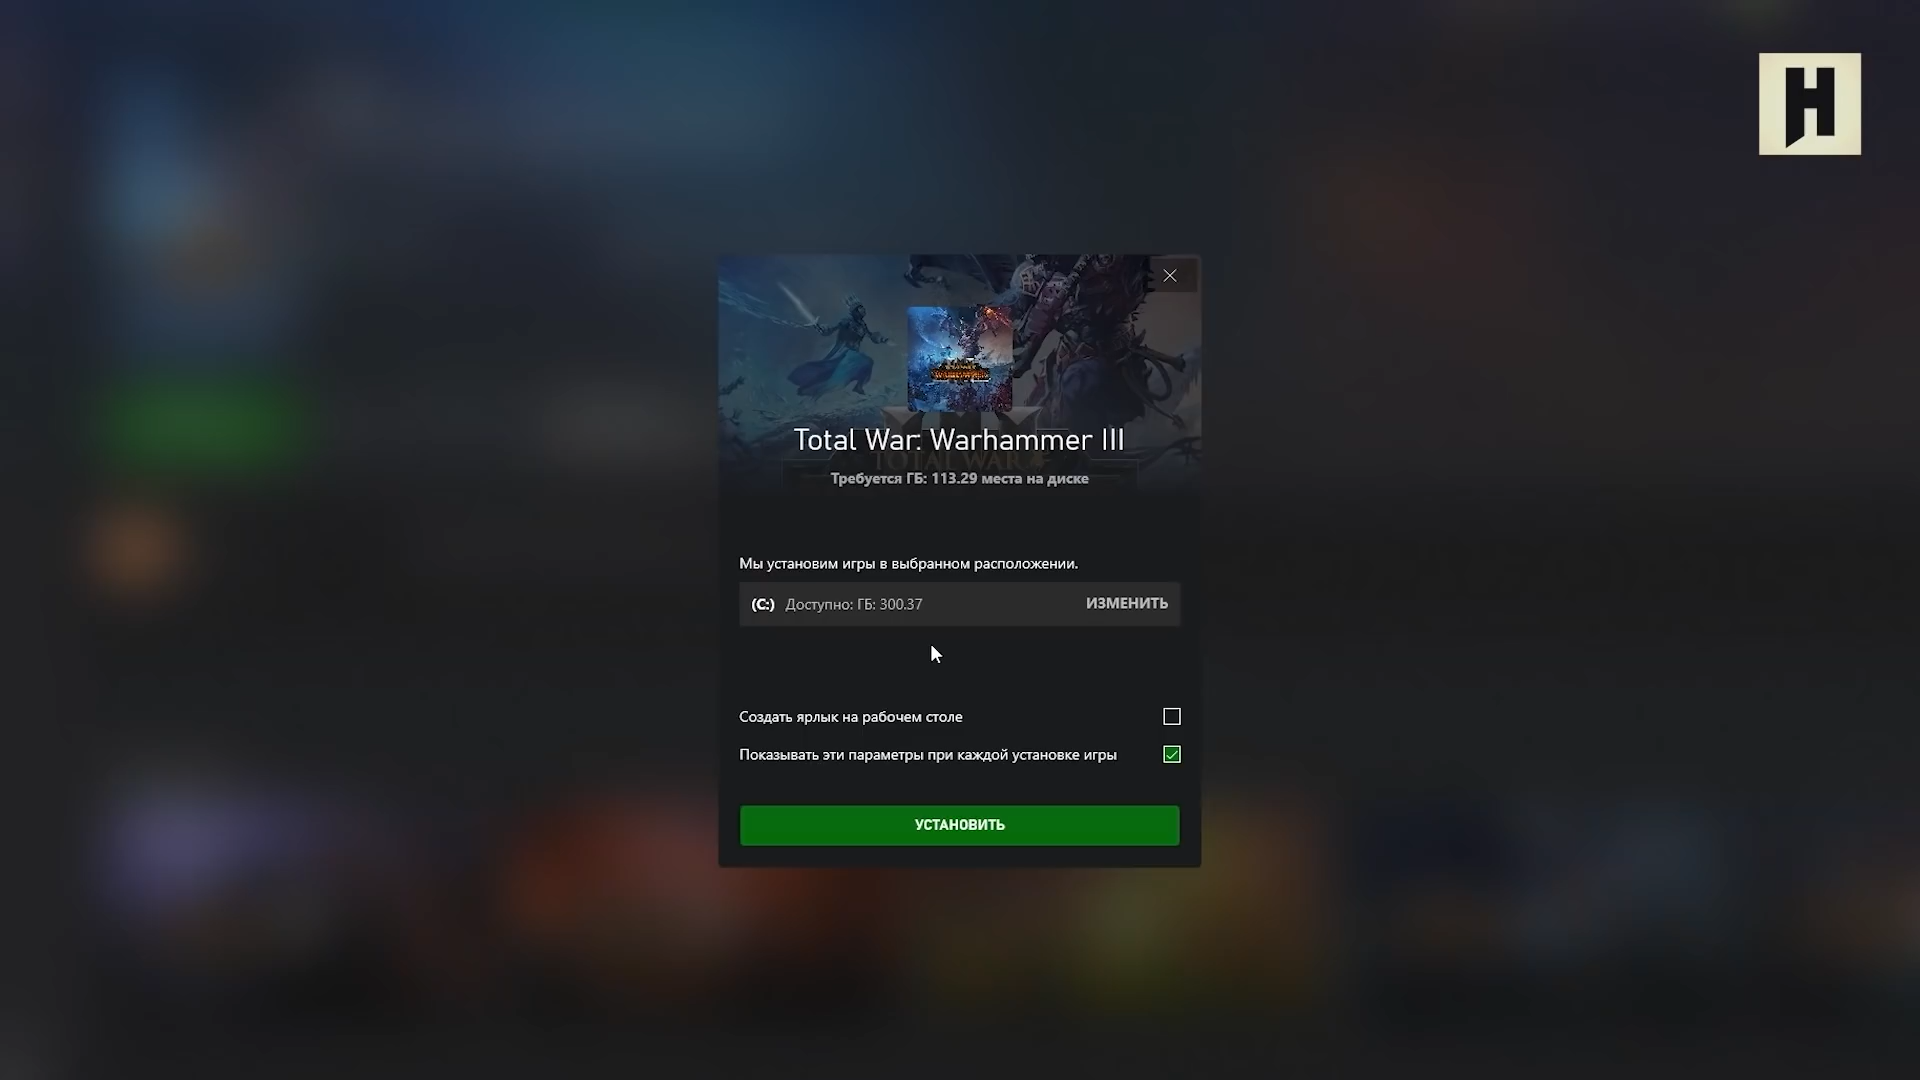 H
Total War: Warhammer III
Требуется ГБ: 113.29 места на диске
Мы установим игры в выбранном расположении.
(C:) Доступно: ГБ: 300.37 ИЗМЕНИТЬ
Создать ярлык на рабочем столе
Показывать эти параметры при каждой установке игры
УСТАНОВИТЬ